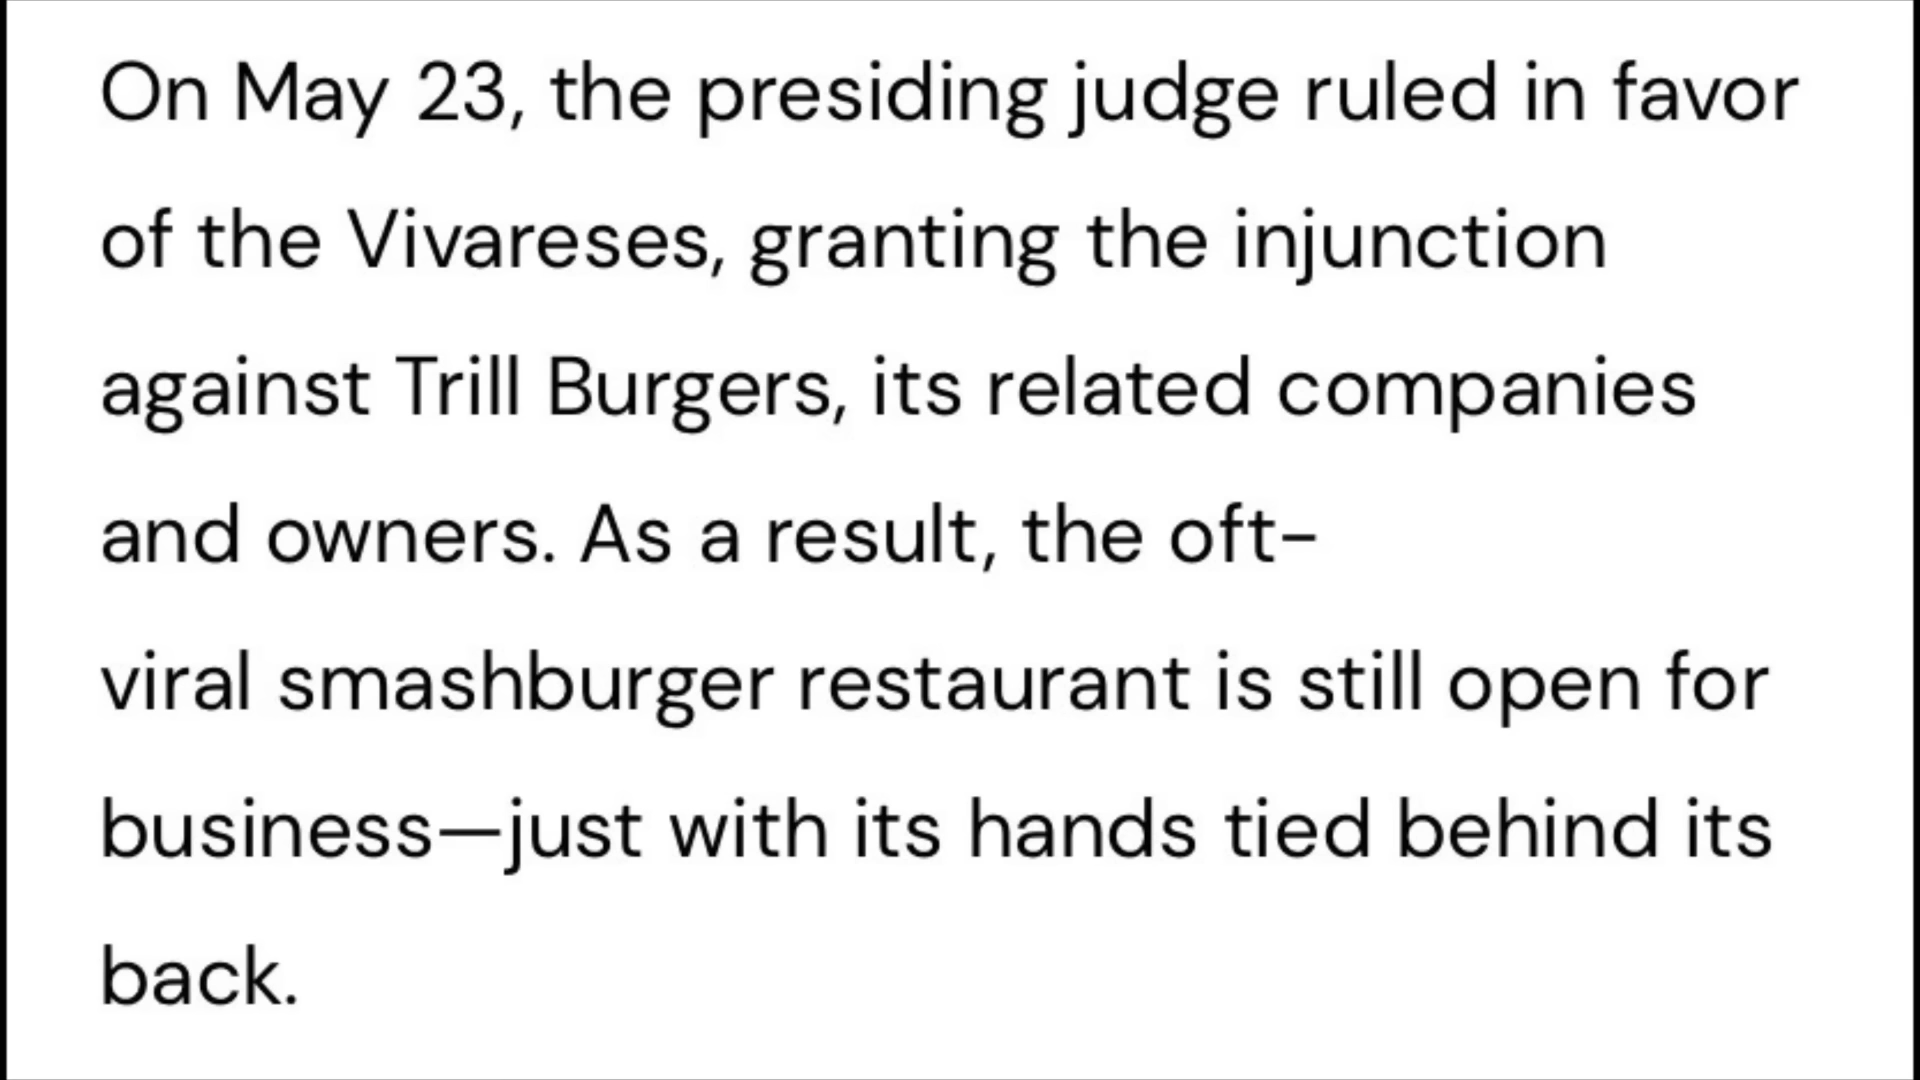 On May 23, the presiding judge ruled in favor
of the Vivareses, granting the injunction
against Trill Burgers, its related companies
and owners. As a result, the oft-
viral smashburger restaurant is still open for
business—just with its hands tied behind its
back.